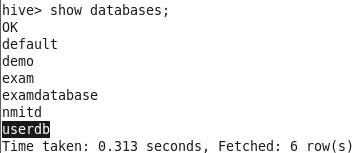 hive> show databases;
OK
default
demo
exam
examdatabase
nmitd
userdb
Time taken: 0.313 seconds, Fetched: 6 row(s)